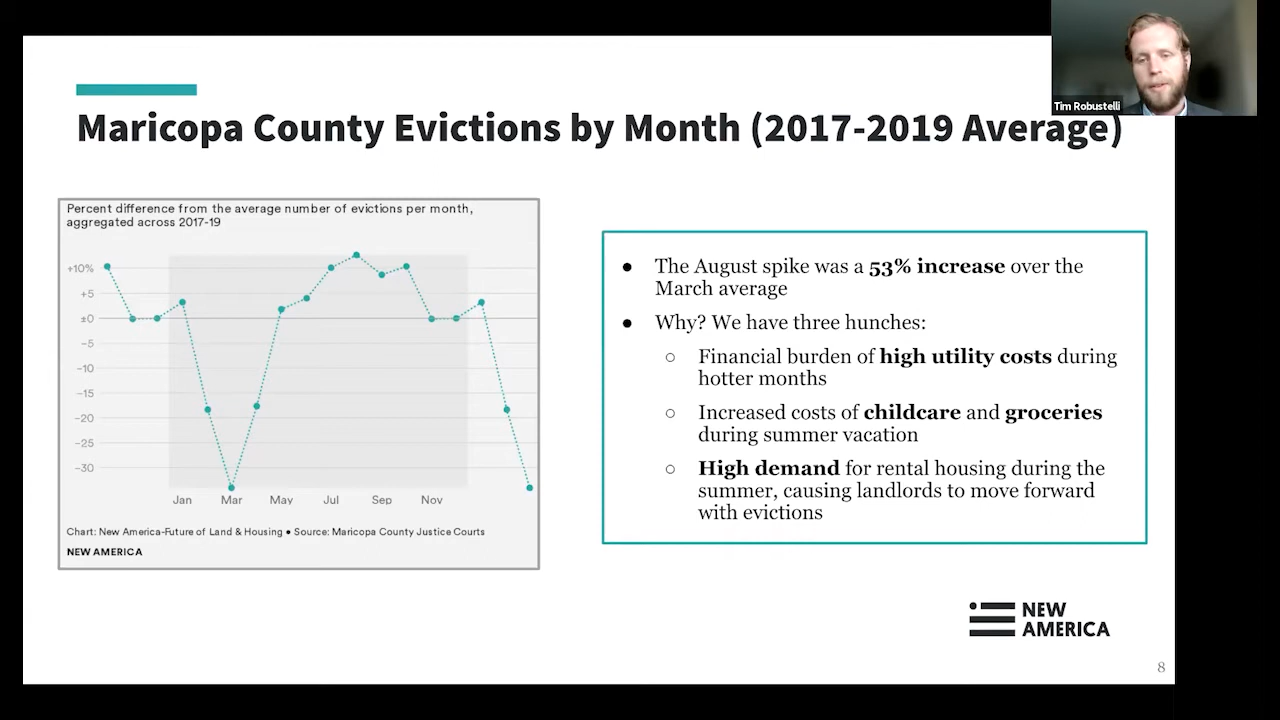 Tim Robustelli
Maricopa County Evictions by Month (2017-2019 Average)
Percent difference from the average number of evictions per month,
aggregated across 2017-19
+10%
+5
±0
−5
−10
−15
−20
−25
−30
Jan Mar May Jul Sep Nov
Chart: New America-Future of Land & Housing • Source: Maricopa County Justice Courts
NEW AMERICA
● The August spike was a 53% increase over the
March average
● Why? We have three hunches:
○ Financial burden of high utility costs during
hotter months
○ Increased costs of childcare and groceries
during summer vacation
○ High demand for rental housing during the
summer, causing landlords to move forward
with evictions
NEW
AMERICA
8